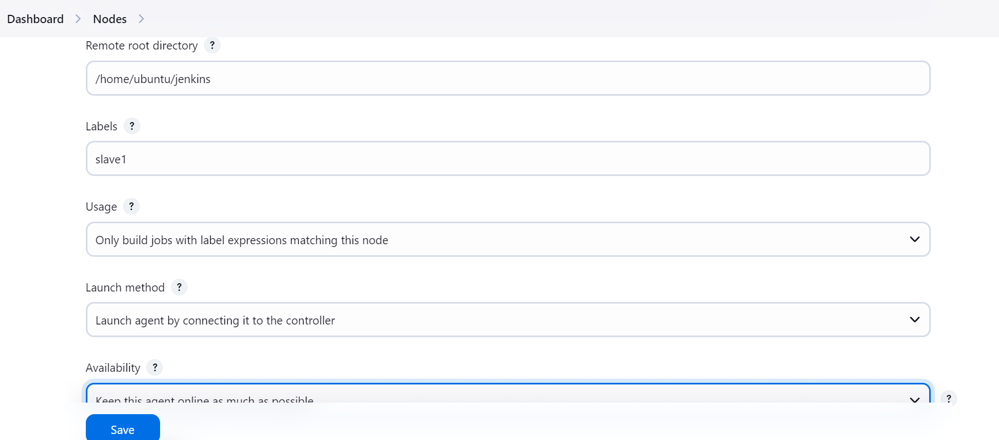 Dashboard > Nodes >
Remote root directory ?
/home/ubuntu/jenkins
Labels ?
slave1
Usage ?
Only build jobs with label expressions matching this node
Launch method ?
Launch agent by connecting it to the controller
Availability ?
Keep this agent online as much as possible
?
Save